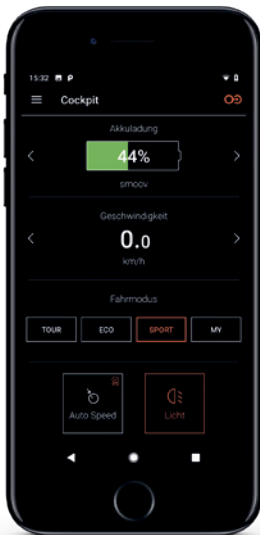 15:32
Cockpit
Akkuladung
44%
smoov
Geschwindigkeit
0.0
km/h
Fahrmodus
TOUR ECO SPORT MY
Auto Speed Licht